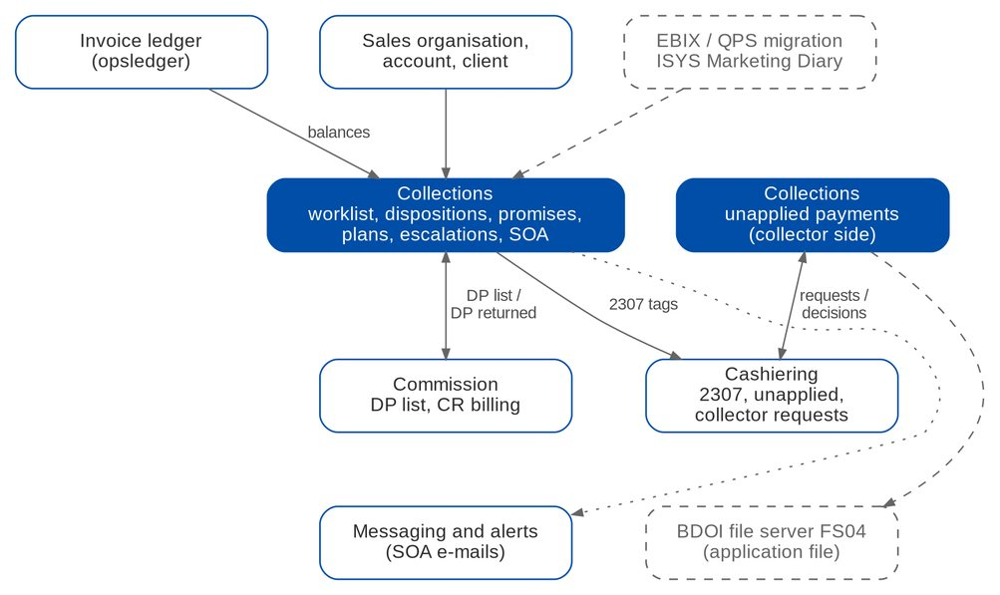 Invoice ledger
(opsledger)
Sales organisation,
account, client
EBIX / QPS migration
ISYS Marketing Diary
balances
Collections
worklist, dispositions, promises,
plans, escalations, SOA
Collections
unapplied payments
(collector side)
DP list /
DP returned
2307 tags
requests /
decisions
Commission
DP list, CR billing
Cashiering
2307, unapplied,
collector requests
Messaging and alerts
(SOA e-mails)
BDOI file server FS04
(application file)